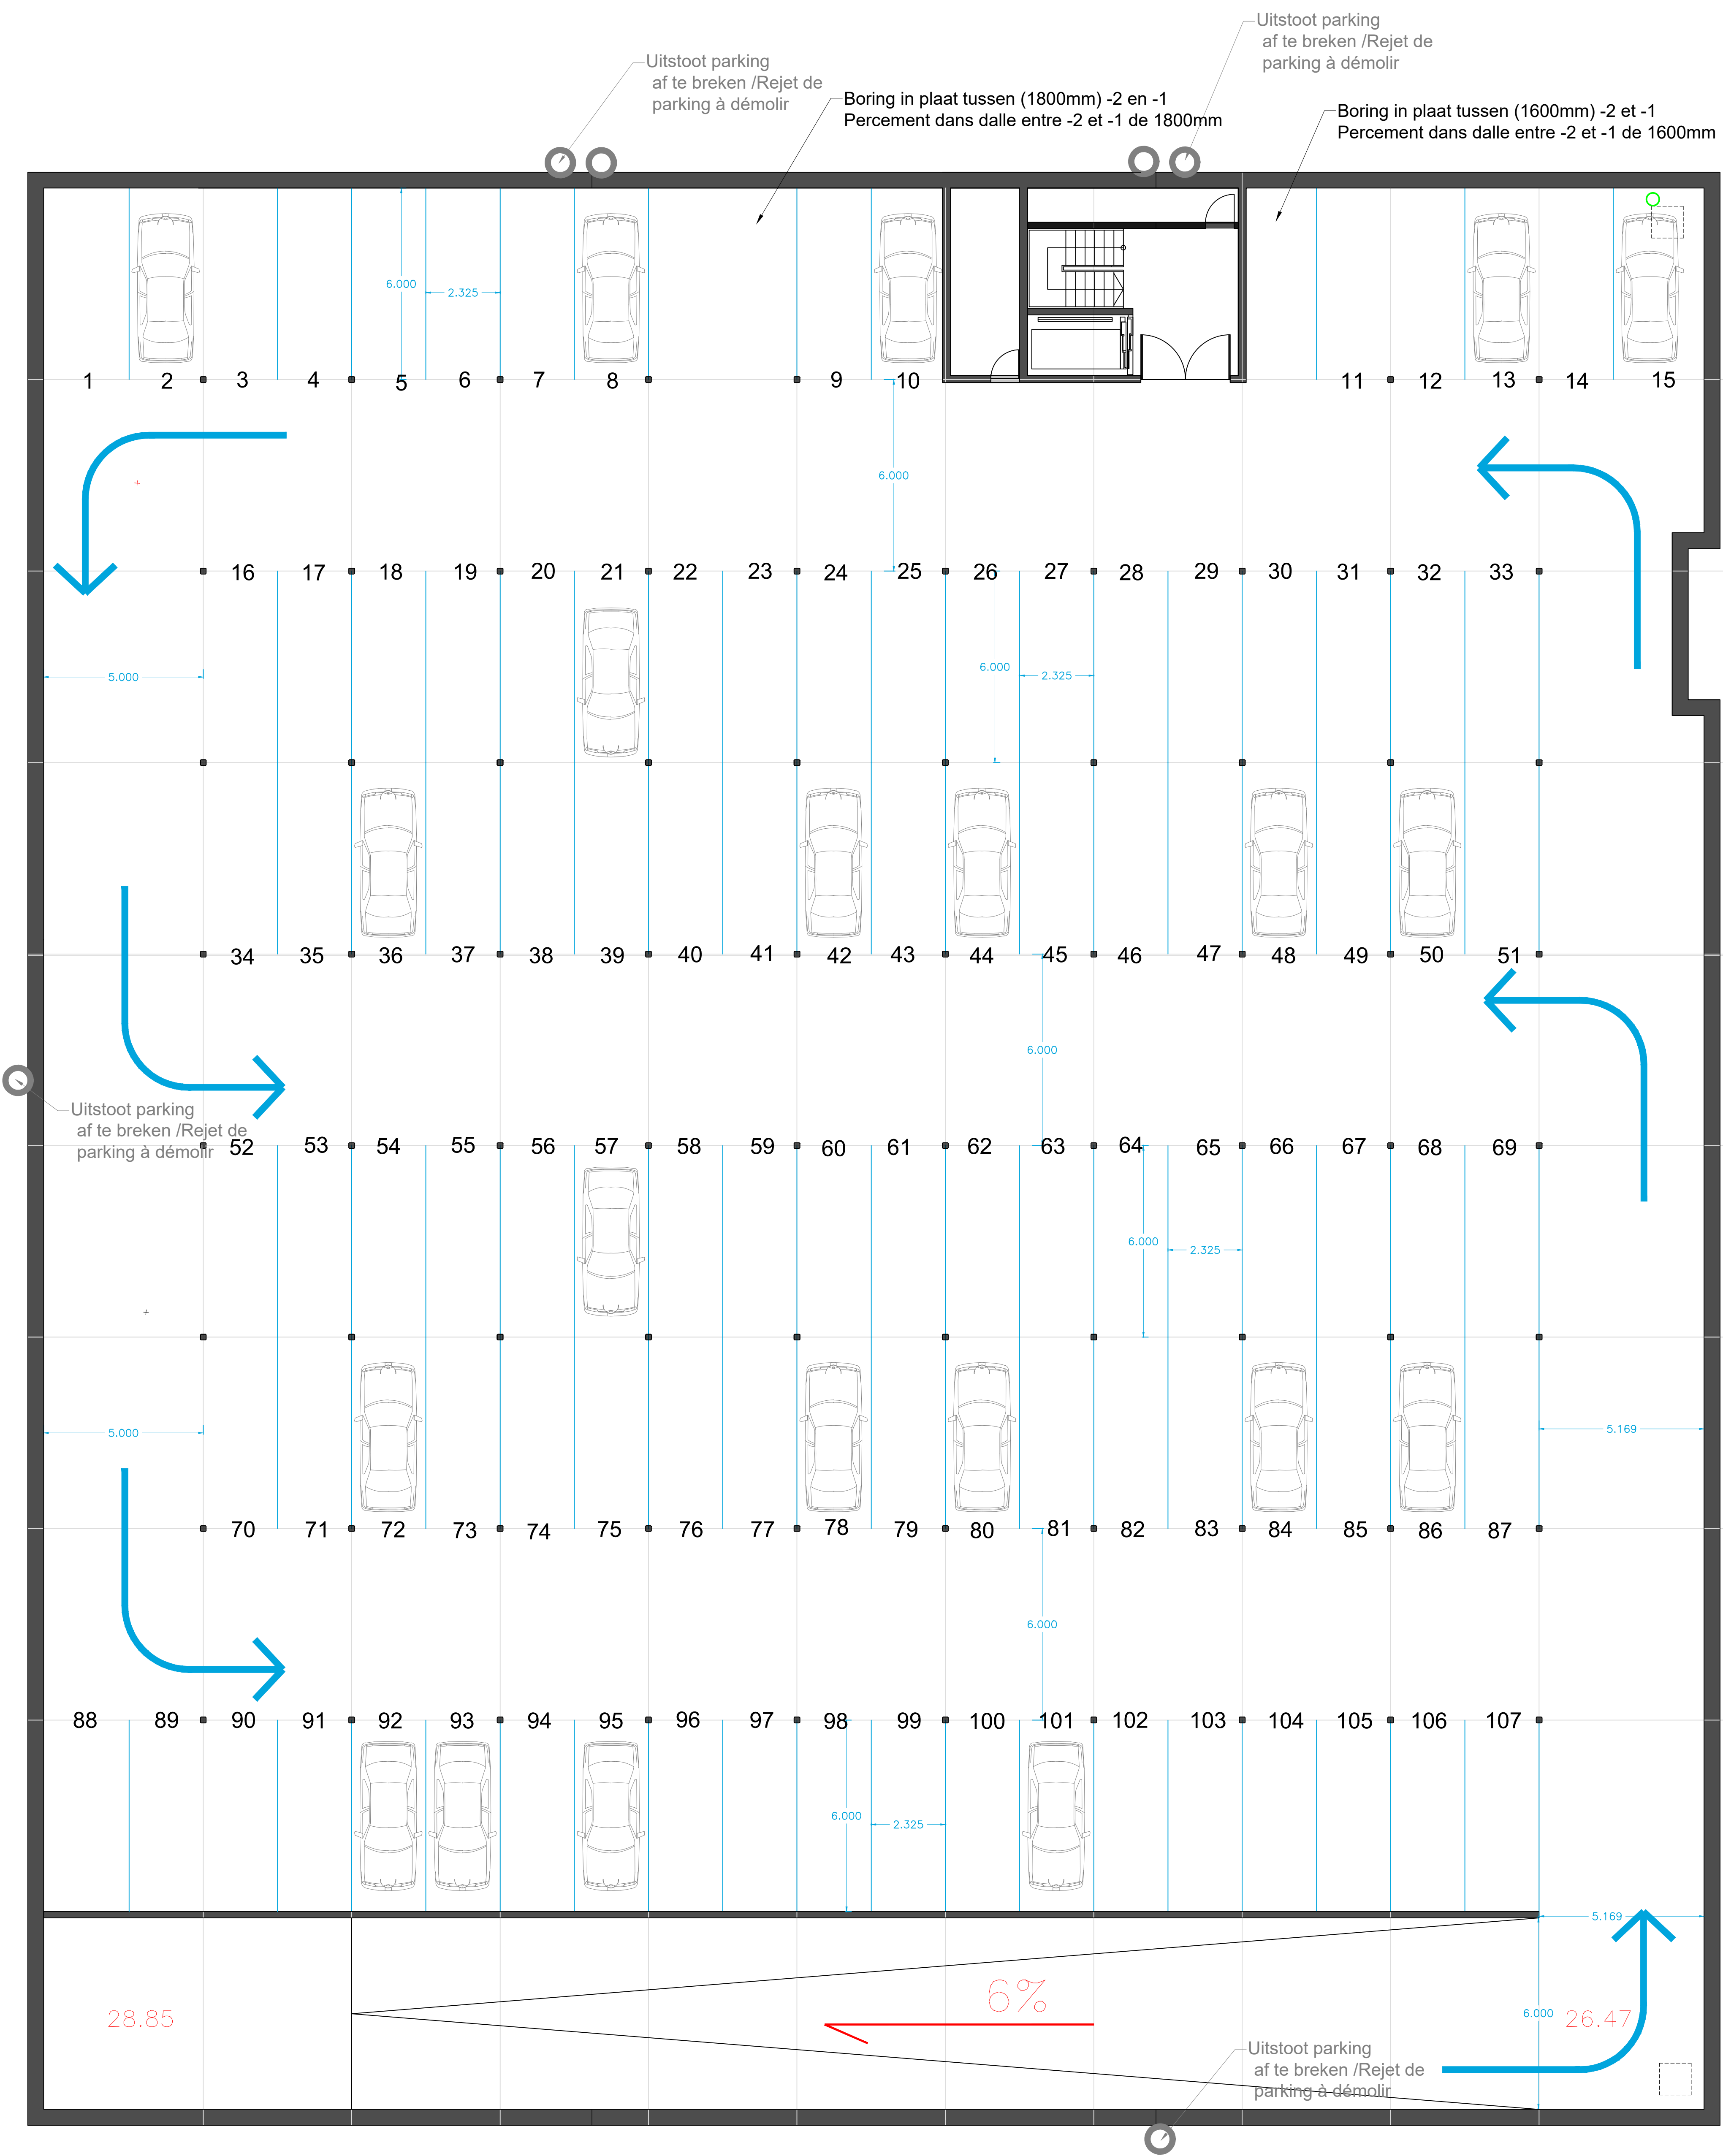 Uitstoot parking
af te breken /Rejet de
parking à démolir
Uitstoot parking
af te breken /Rejet de
parking à démolir
Boring in plaat tussen (1800mm) -2 en -1
Percement dans dalle entre -2 et -1 de 1800mm
Boring in plaat tussen (1600mm) -2 et -1
Percement dans dalle entre -2 et -1 de 1600mm
6.000
2.325
1 2 3 4 5 6 7 8 9 10 11 12 13 14 15
6.000
16 17 18 19 20 21 22 23 24 25 26 27 28 29 30 31 32 33
5.000
6.000
2.325
34 35 36 37 38 39 40 41 42 43 44 45 46 47 48 49 50 51
6.000
Uitstoot parking
af te breken /Rejet de
parking à démolir
52 53 54 55 56 57 58 59 60 61 62 63 64 65 66 67 68 69
6.000
2.325
5.000
5.169
70 71 72 73 74 75 76 77 78 79 80 81 82 83 84 85 86 87
6.000
88 89 90 91 92 93 94 95 96 97 98 99 100 101 102 103 104 105 106 107
6.000
2.325
5.169
6%
28.85
6.000
26.47
Uitstoot parking
af te breken /Rejet de
parking à démolir